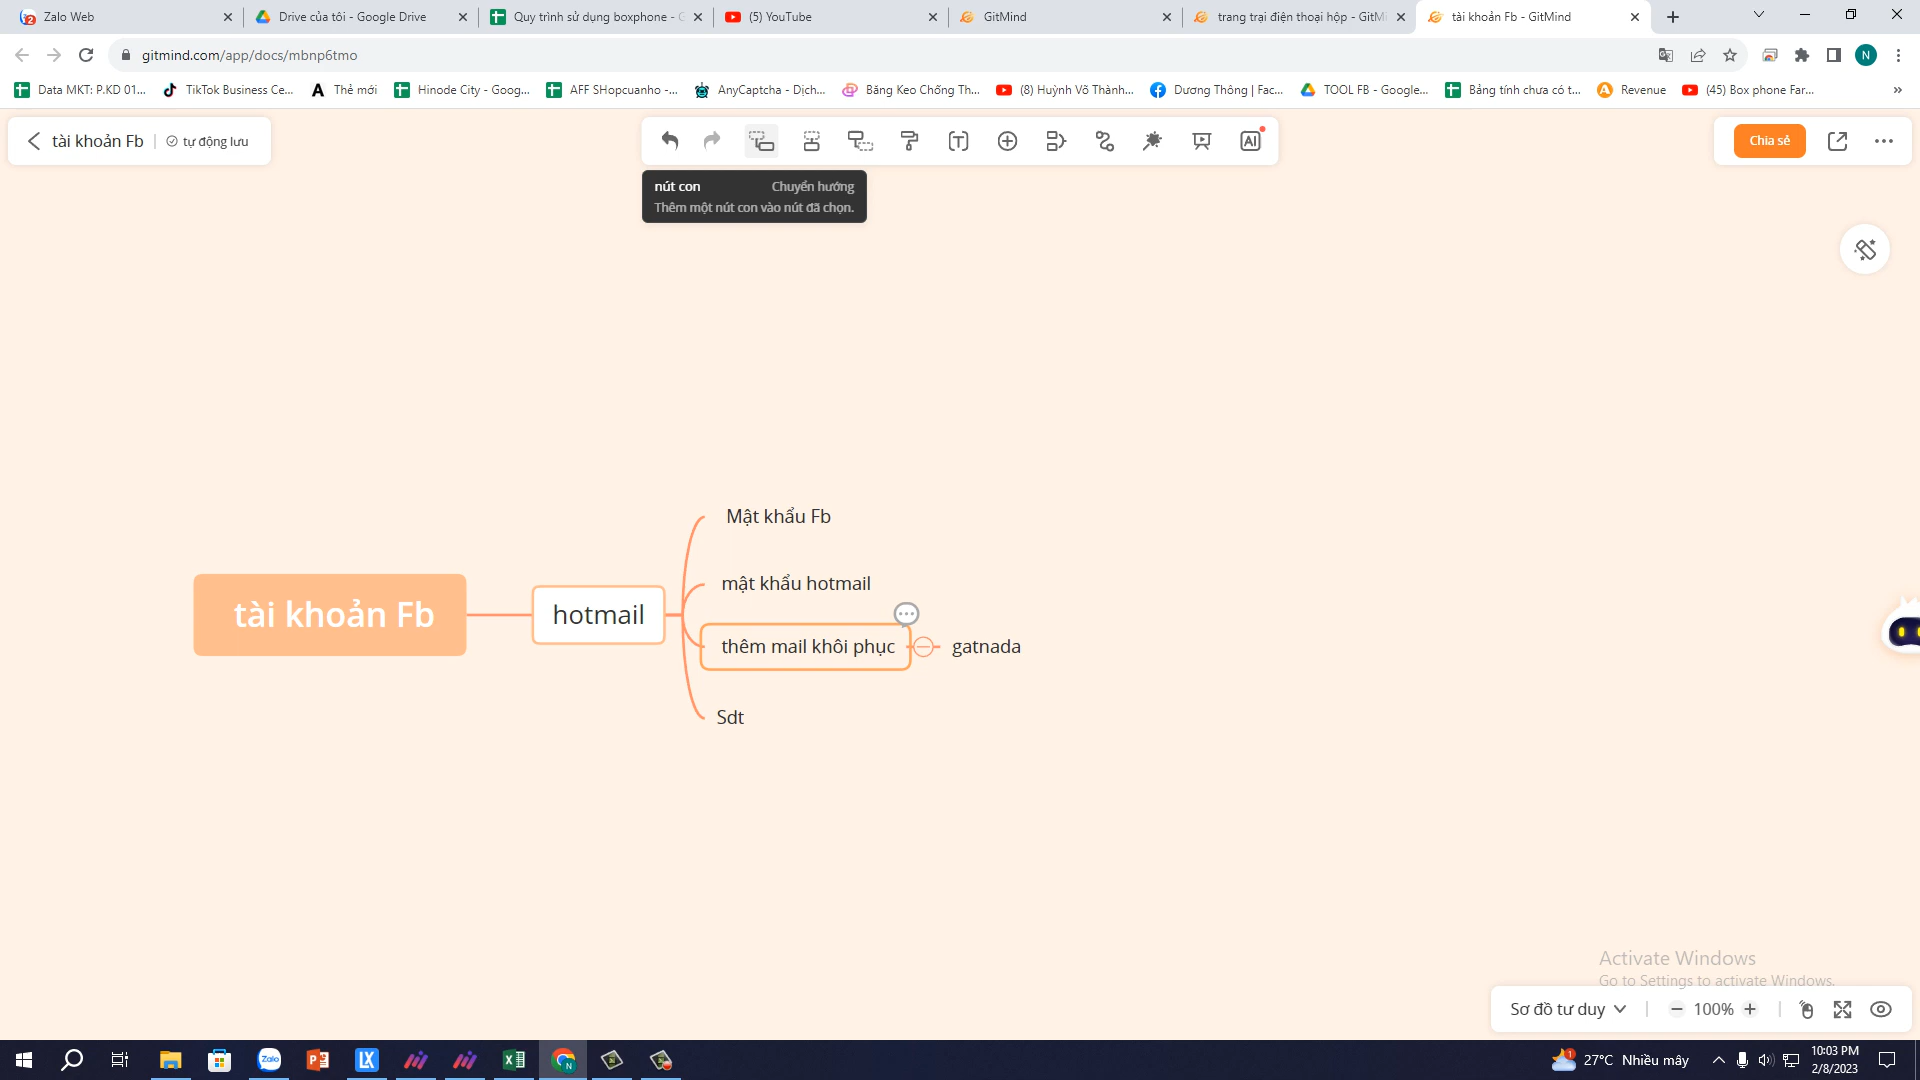 Zalo Web
Drive của tôi - Google Drive
Quy trình sử dụng boxphone - G
(5) YouTube
GitMind
trang trại điện thoại hộp - GitMi
tài khoản Fb - GitMind
gitmind.com/app/docs/mbnp6tmo
N
Data MKT: P.KD 01...
TikTok Business Ce...
Thẻ mới
Hinode City - Goog...
AFF SHopcuanho -...
AnyCaptcha - Dịch...
Băng Keo Chống Th...
(8) Huỳnh Võ Thành...
Dương Thông | Fac...
TOOL FB - Google...
Bảng tính chưa có t...
Revenue
(45) Box phone Far...
»
tài khoản Fb
tự động lưu
AI
Chia sẻ
nút con
Chuyển hướng
Thêm một nút con vào nút đã chọn.
Mật khẩu Fb
mật khẩu hotmail
tài khoản Fb
hotmail
thêm mail khôi phục
gatnada
Sdt
Activate Windows
Go to Settings to activate Windows.
Sơ đồ tư duy
100%
Zalo
LX
27°C Nhiều mây
10:03 PM
2/8/2023